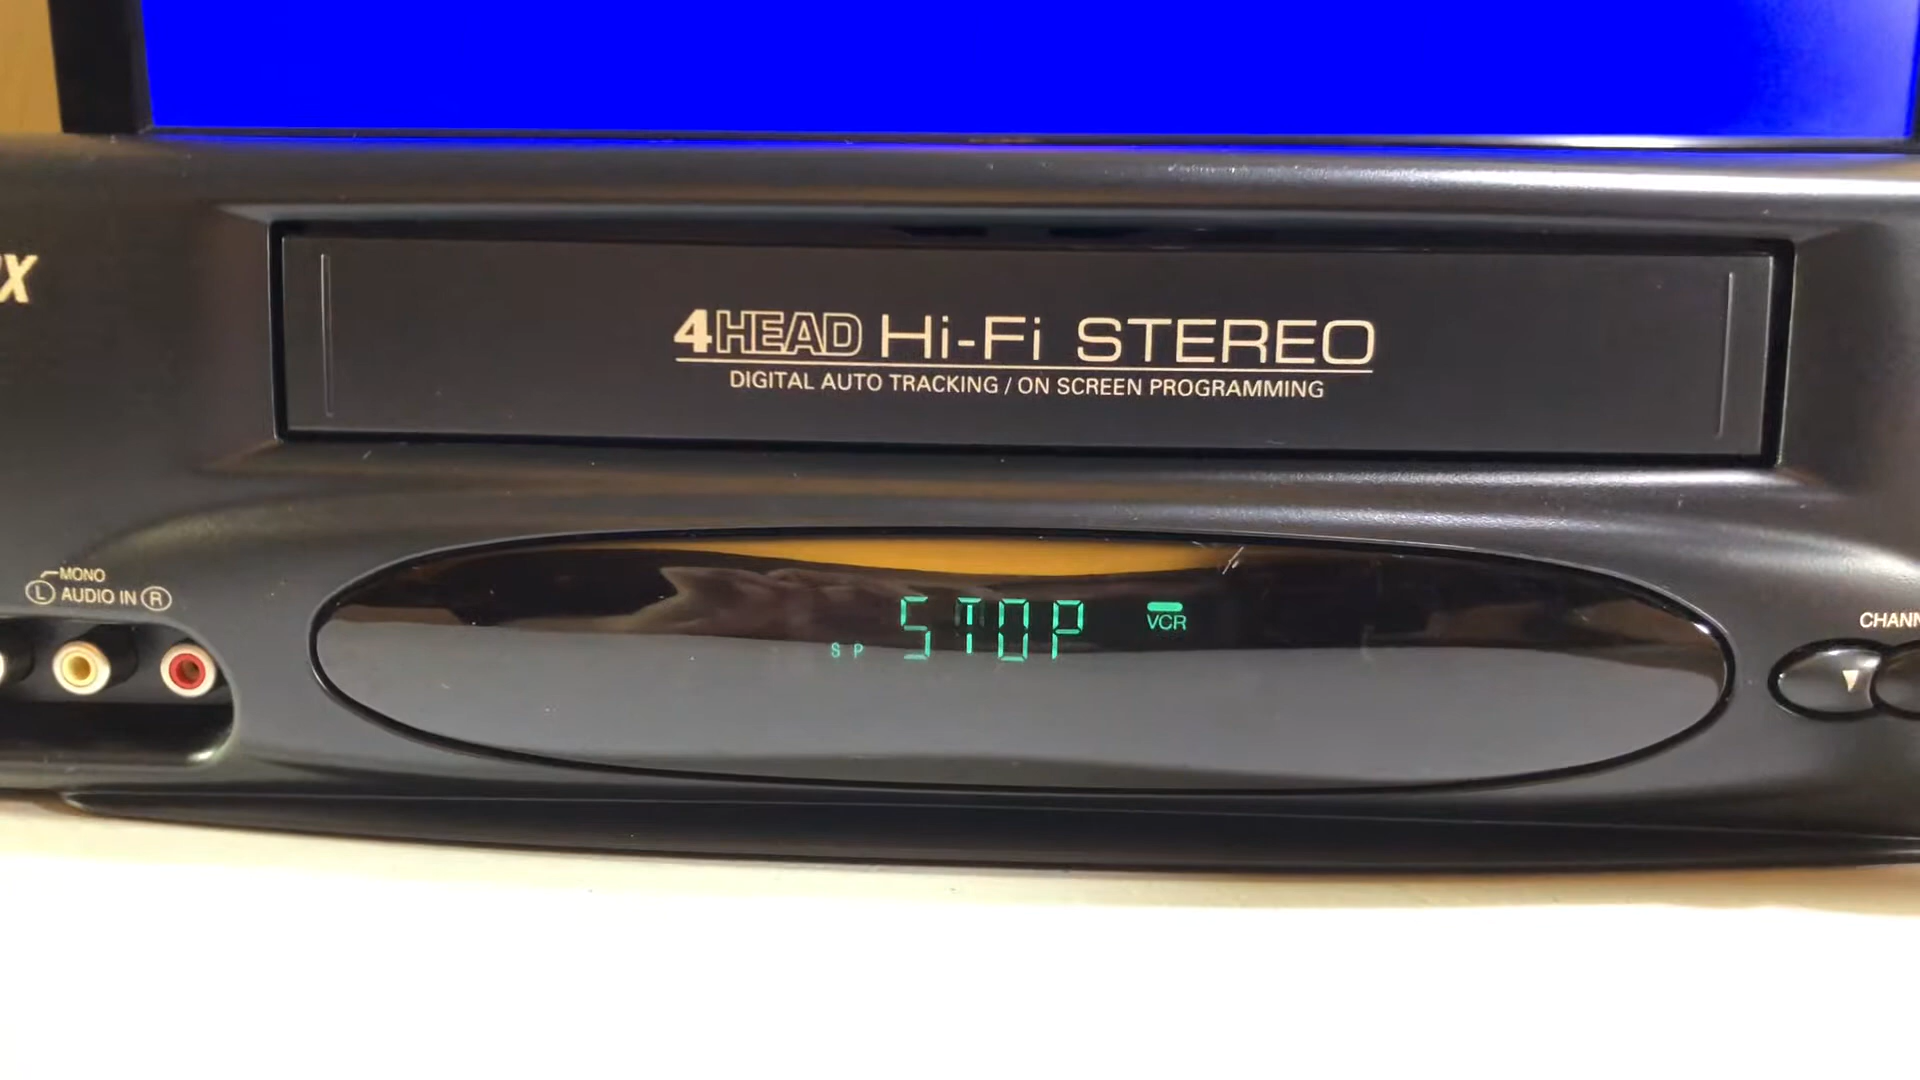 4HEAD Hi-Fi STEREO
DIGITAL AUTO TRACKING / ON SCREEN PROGRAMMING
MONO
L AUDIO IN R
STOP
VCR
SP